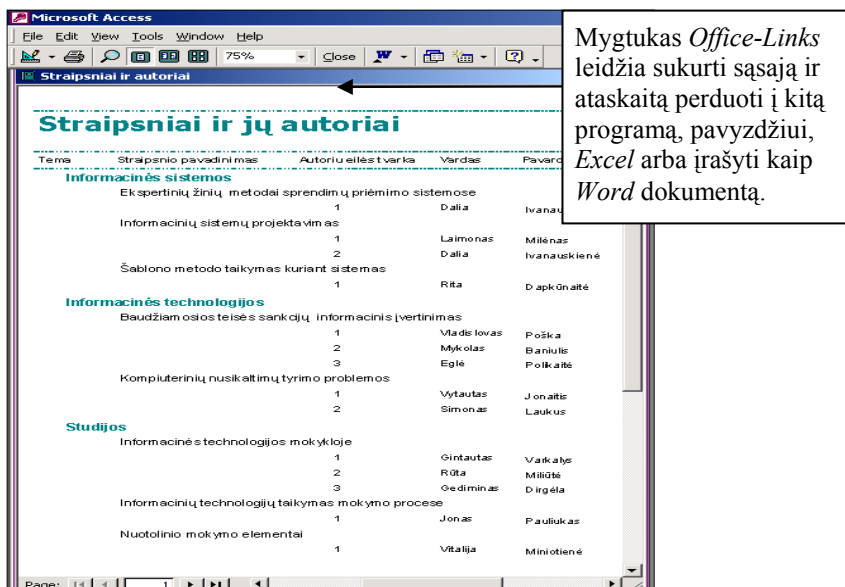 Microsoft Access
File Edit View Tools Window Help
75% Close
Straipsniai ir autoriai
Straipsniai ir jų autoriai
Tema Straipsnio pavadinimas Autoriu eilės tvarka Vardas Pavard
Informacinės sistemos
Ekspertinių žinių metodai sprendimų priėmimo sistemose
1 Dalia Ivanau
Informacinių sistemų projektavimas
1 Laimonas Milėnas
2 Dalia Ivanauskienė
Šablono metodo taikymas kuriant sistemas
1 Rita Dapkūnaitė
Informacinės technologijos
Baudžiamosios teisės sankcijų informacinis įvertinimas
1 Vladislovas Poška
2 Mykolas Baniulis
3 Eglė Polikaitė
Kompiuterinių nusikaltimų tyrimo problemos
1 Vytautas Jonaitis
2 Simonas Laukus
Studijos
Informacinės technologijos mokykloje
1 Gintautas Varkalys
2 Rūta Miliūtė
3 Gediminas Dirgėla
Informacinių technologijų taikymas mokymo procese
1 Jonas Pauliukas
Nuotolinio mokymo elementai
1 Vitalija Miniotienė
Page: 1
Mygtukas Office-Links
leidžia sukurti sąsają ir
ataskaitą perduoti į kitą
programą, pavyzdžiui,
Excel arba įrašyti kaip
Word dokumentą.